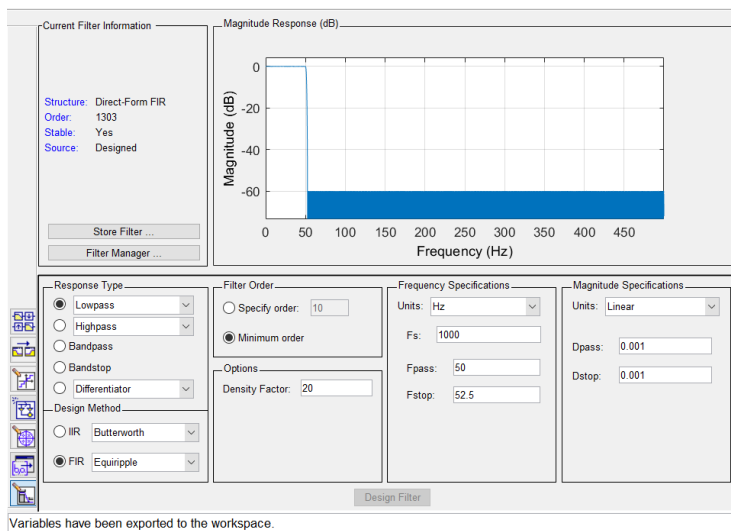 Current Filter Information
Structure: Direct-Form FIR
Order: 1303
Stable: Yes
Source: Designed
Store Filter ...
Filter Manager ...
Magnitude Response (dB)
Magnitude (dB)
0
-20
-40
-60
0 50 100 150 200 250 300 350 400 450
Frequency (Hz)
Response Type
Lowpass
Highpass
Bandpass
Bandstop
Differentiator
Design Method
IIR Butterworth
FIR Equiripple
Filter Order
Specify order: 10
Minimum order
Options
Density Factor: 20
Frequency Specifications
Units: Hz
Fs: 1000
Fpass: 50
Fstop: 52.5
Magnitude Specifications
Units: Linear
Dpass: 0.001
Dstop: 0.001
Design Filter
Variables have been exported to the workspace.